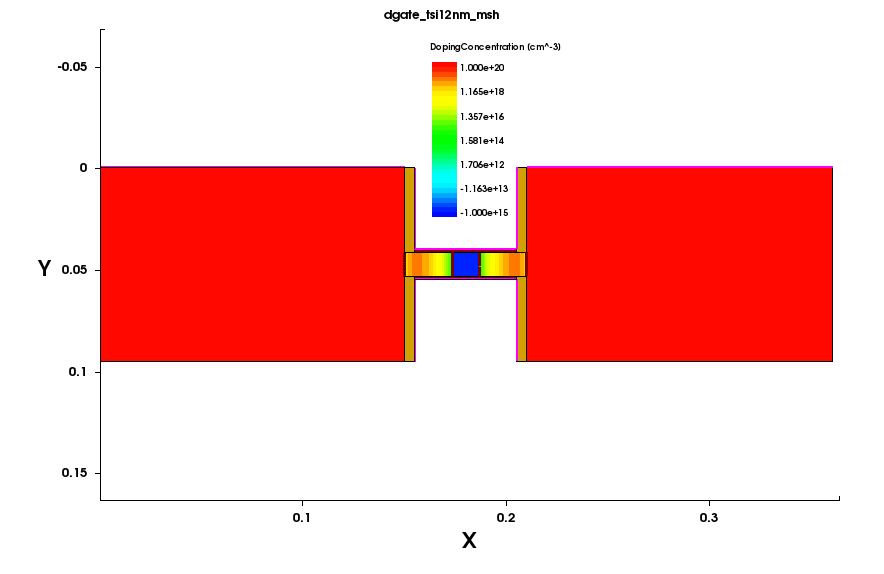 dgate_tsi12nm_msh
DopingConcentration (cm^-3)
1.000e+20
1.165e+18
1.357e+16
1.581e+14
1.706e+12
-1.163e+13
-1.000e+15
-0.05
0
0.05
0.1
0.15
Y
0.1
0.2
0.3
X